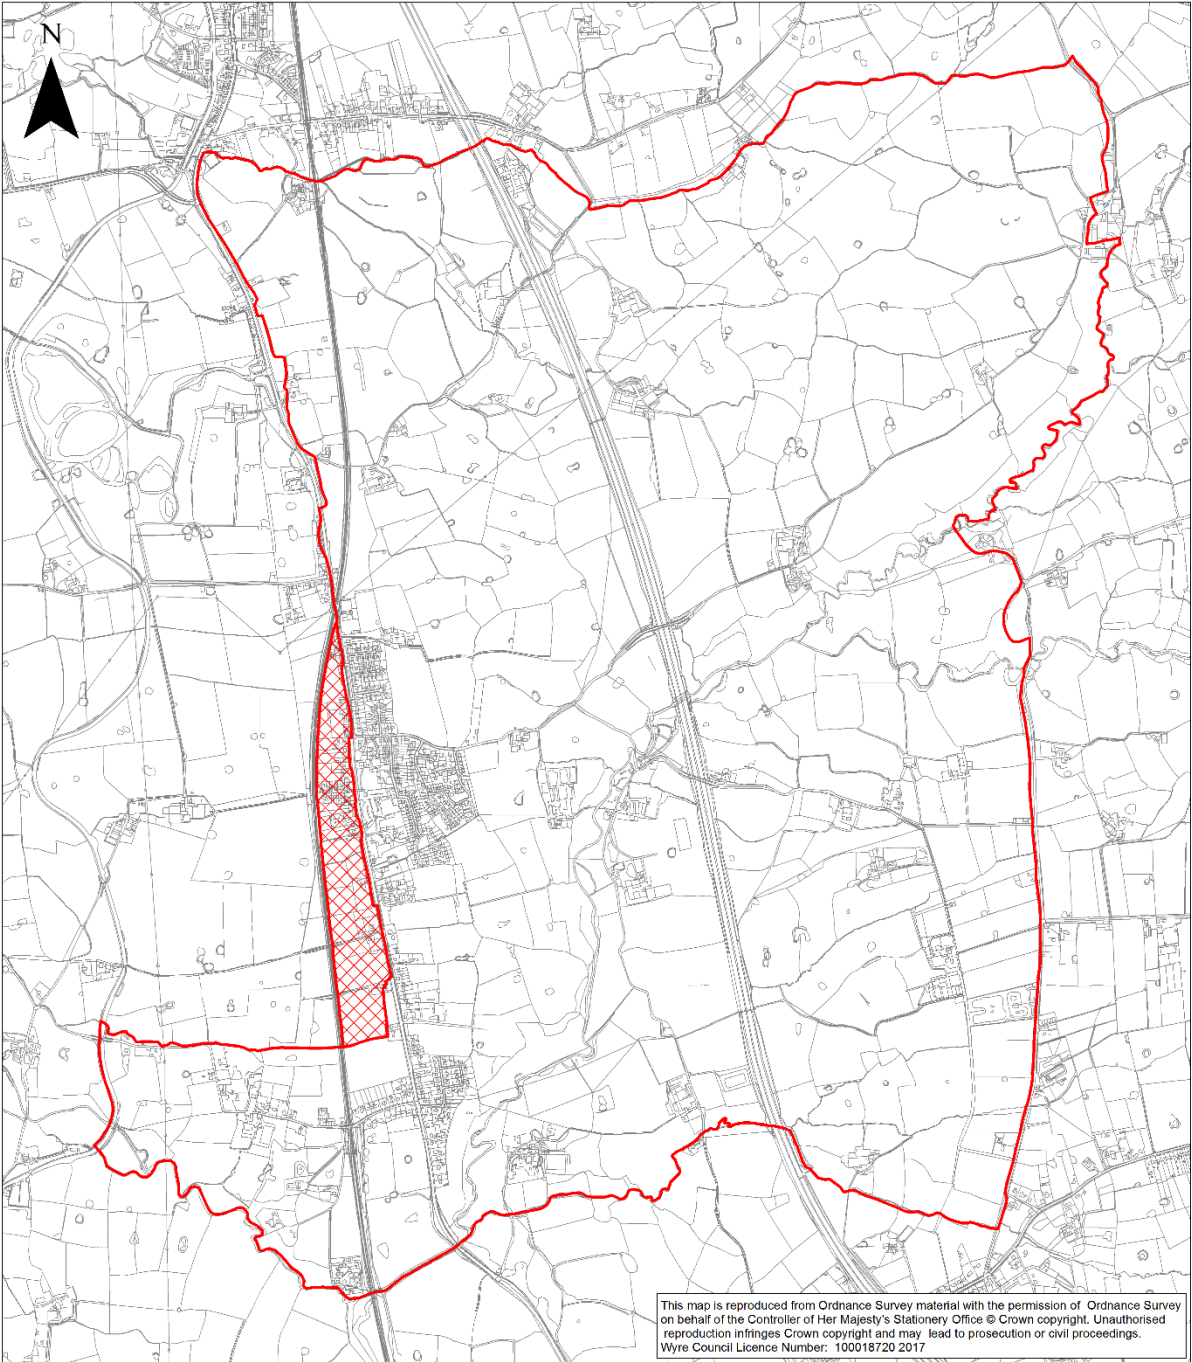 N
This map is reproduced from Ordnance Survey material with the permission of Ordnance Survey
on behalf of the Controller of Her Majesty's Stationery Office © Crown copyright. Unauthorised
reproduction infringes Crown copyright and may lead to prosecution or civil proceedings.
Wyre Council Licence Number: 100018720 2017